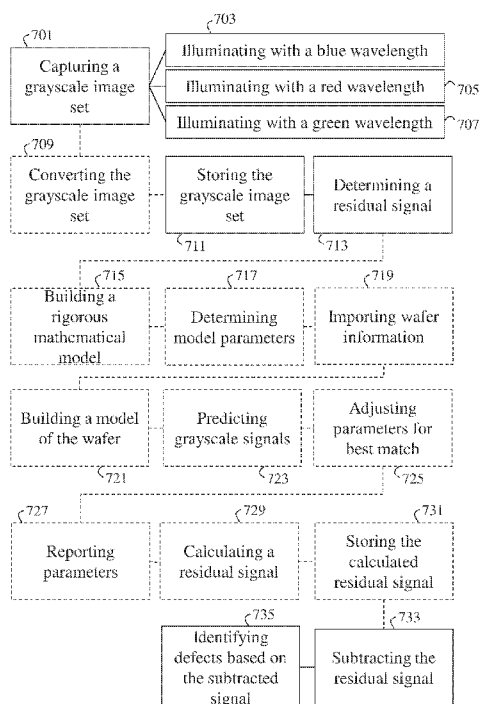 701
Capturing a
grayscale image
set
703
Illuminating with a blue wavelength
Illuminating with a red wavelength
705
Illuminating with a green wavelength
707
709
Converting the
grayscale image
set
Storing the
grayscale image
set
711
Determining a
residual signal
713
715
Building a
rigorous
mathematical
model
717
Determining
model parameters
719
Importing wafer
information
Building a model
of the wafer
721
Predicting
grayscale signals
723
Adjusting
parameters for
best match
725
727
Reporting
parameters
729
Calculating a
residual signal
731
Storing the
calculated
residual signal
733
Subtracting the
residual signal
735
Identifying
defects based on
the subtracted
signal